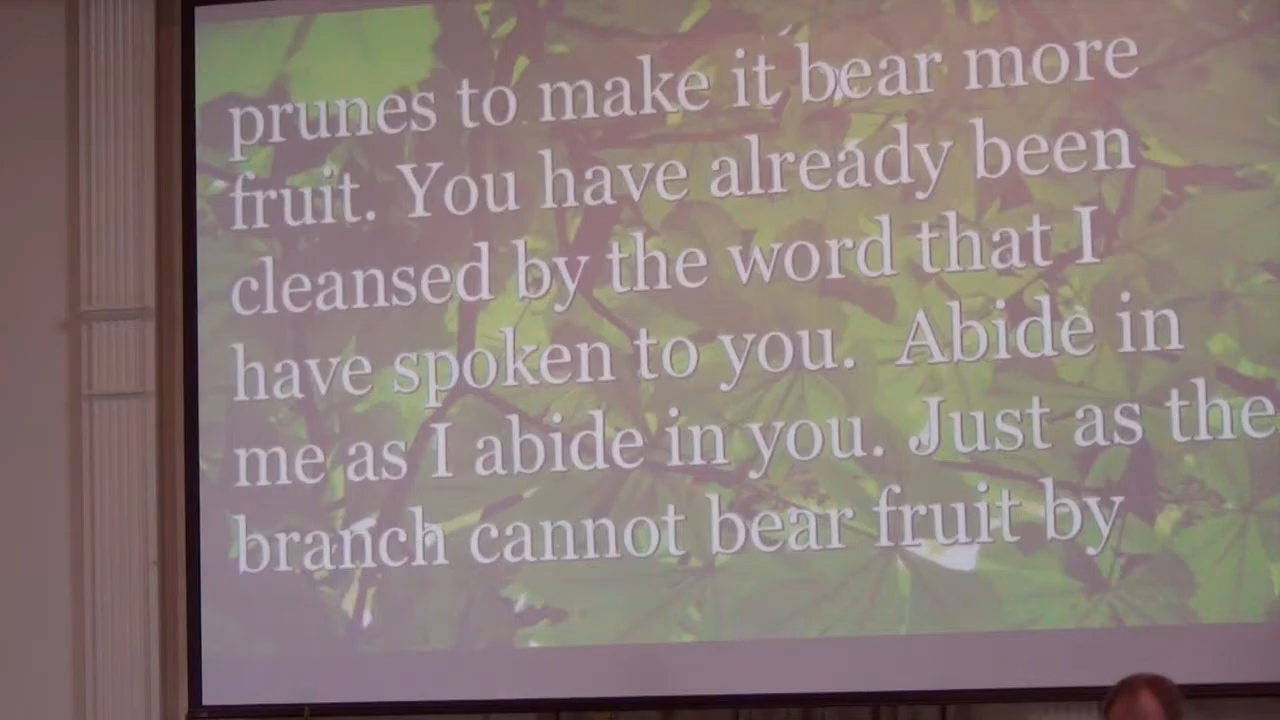 prunes to make it bear more
fruit. You have already been
cleansed by the word that I
have spoken to you. Abide in
me as I abide in you. Just as the
branch cannot bear fruit by